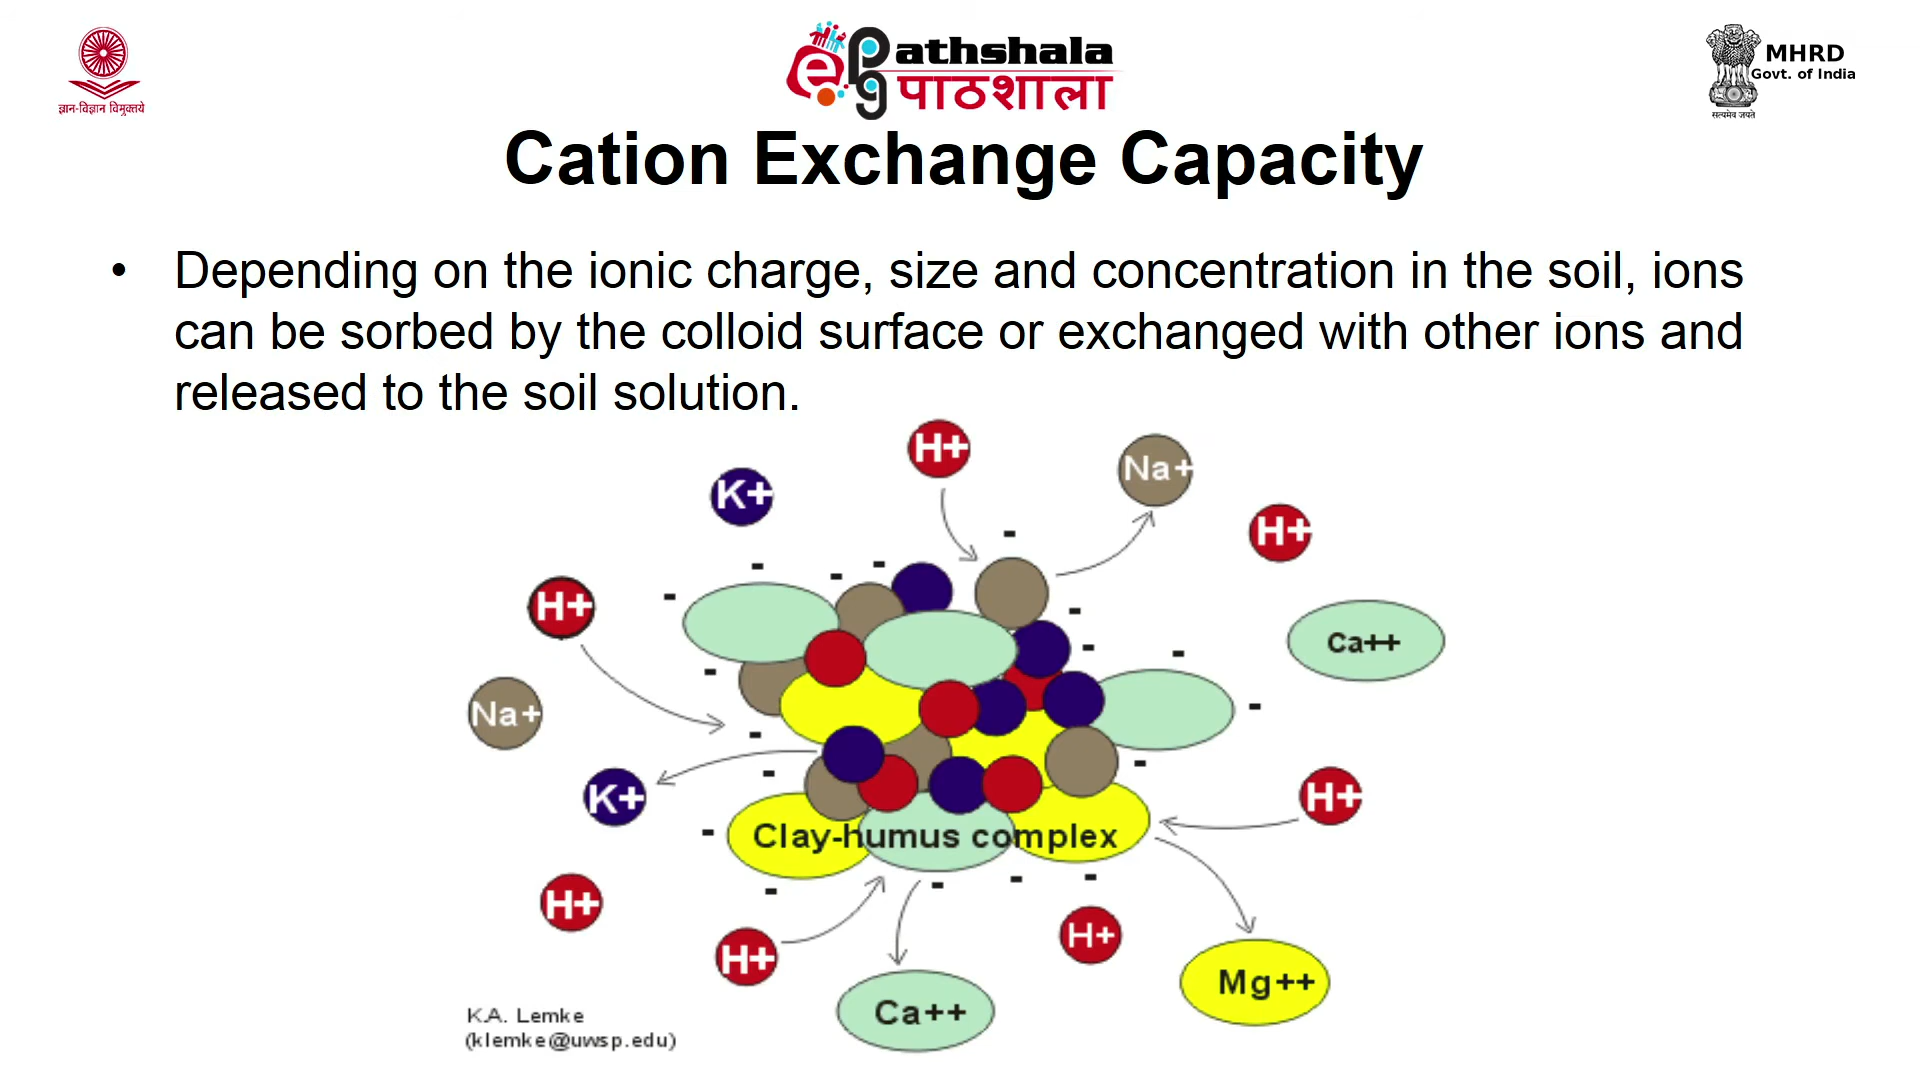 ज्ञान-विज्ञान विमुक्तये
ePG Pathshala
पाठशाला
MHRD
Govt. of India
सत्यमेव जयते
Cation Exchange Capacity
• Depending on the ionic charge, size and concentration in the soil, ions
can be sorbed by the colloid surface or exchanged with other ions and
released to the soil solution.
H+
Na+
K+
H+
H+
Ca++
Na+
K+
H+
Clay-humus complex
H+
H+
H+
Mg++
Ca++
K.A. Lemke
(klemke@uwsp.edu)